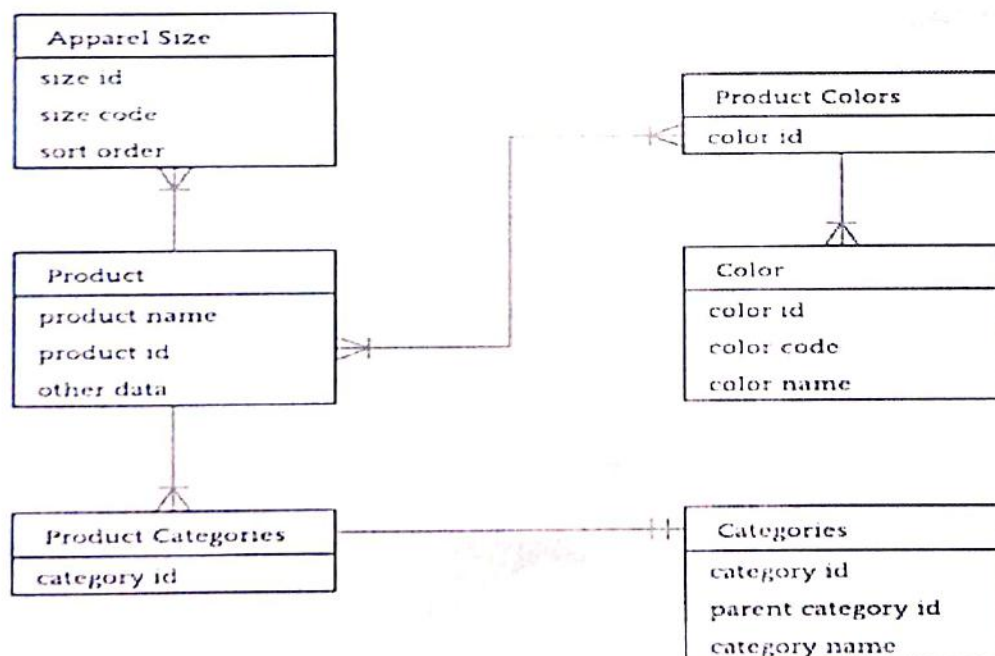 Apparel Size
size id
size code
sort order
Product Colors
color id
Product
product name
product id
other data
Color
color id
color code
color name
Product Categories
category id
Categories
category id
parent category id
category name